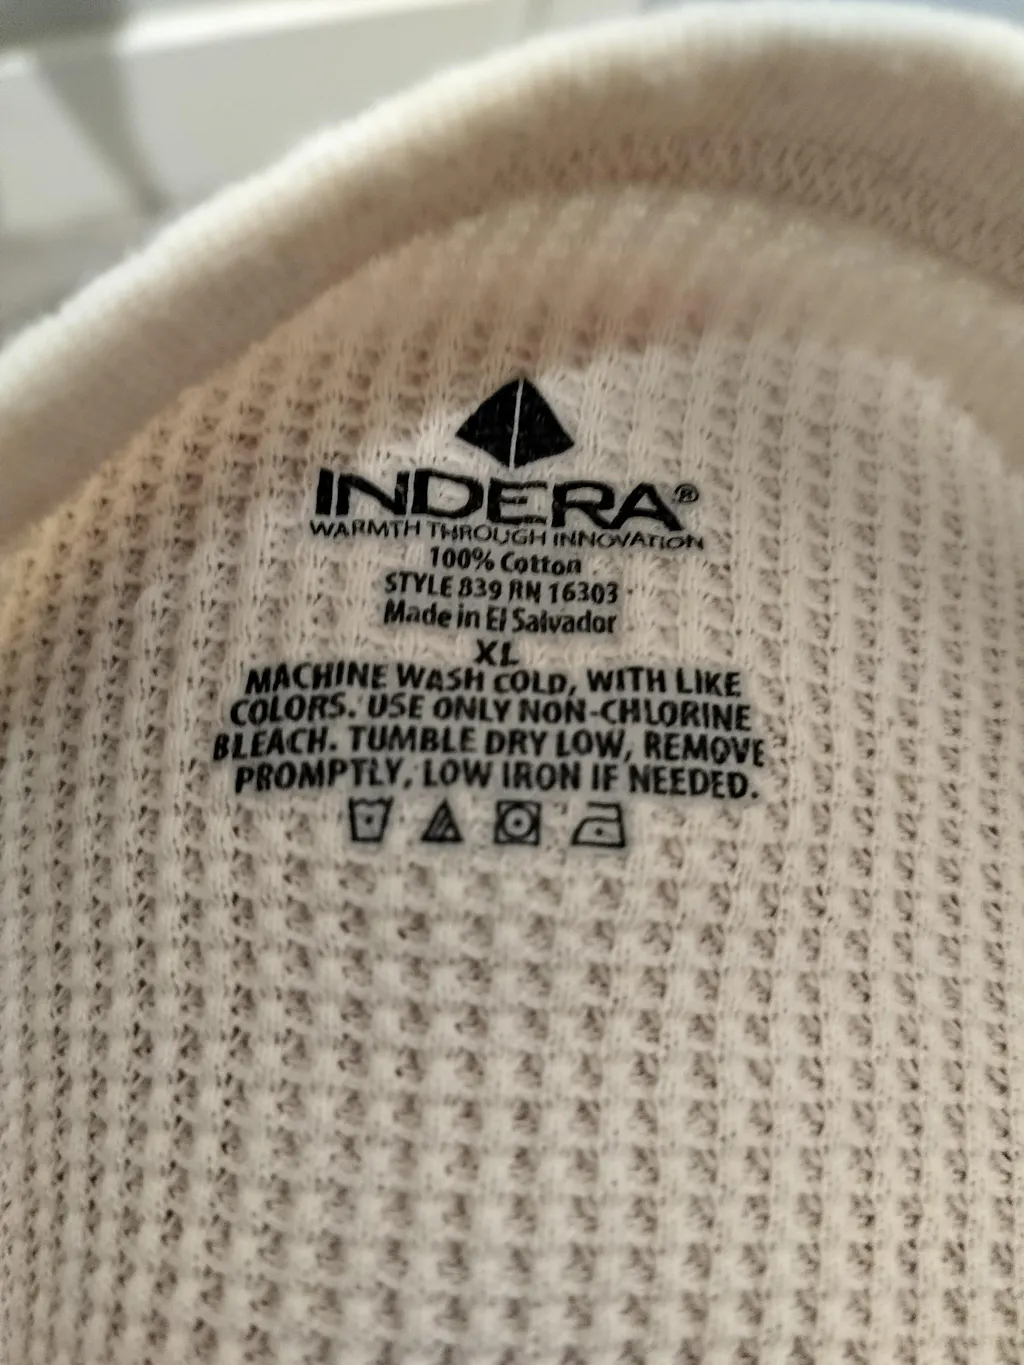 INDERA®
WARMTH THROUGH INNOVATION
100% Cotton
STYLE 839 RN 16303
Made in El Salvador
XL
MACHINE WASH COLD, WITH LIKE
COLORS. USE ONLY NON-CHLORINE
BLEACH. TUMBLE DRY LOW, REMOVE
PROMPTLY. LOW IRON IF NEEDED.